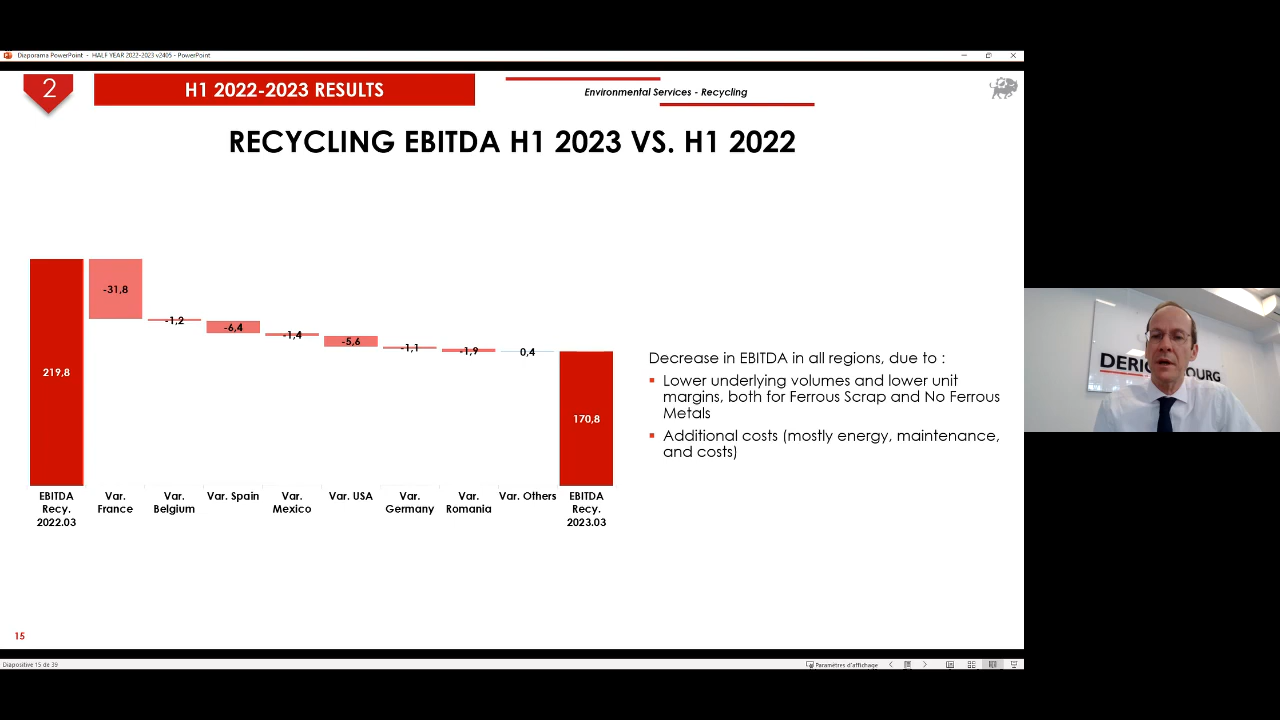 Diaporama PowerPoint - HALF YEAR 2022-2023 v2405 - PowerPoint
2
H1 2022-2023 RESULTS
Environmental Services - Recycling
RECYCLING EBITDA H1 2023 VS. H1 2022
219,8
-31,8
-1,2
-6,4
-1,4
-5,6
-1,1
-1,9
0,4
170,8
EBITDA
Recy.
2022.03
Var.
France
Var.
Belgium
Var. Spain
Var.
Mexico
Var. USA
Var.
Germany
Var.
Romania
Var. Others
EBITDA
Recy.
2023.03
Decrease in EBITDA in all regions, due to :
Lower underlying volumes and lower unit
margins, both for Ferrous Scrap and No Ferrous
Metals
Additional costs (mostly energy, maintenance,
and costs)
15
Diapositive 15 de 39
Paramètres d'affichage